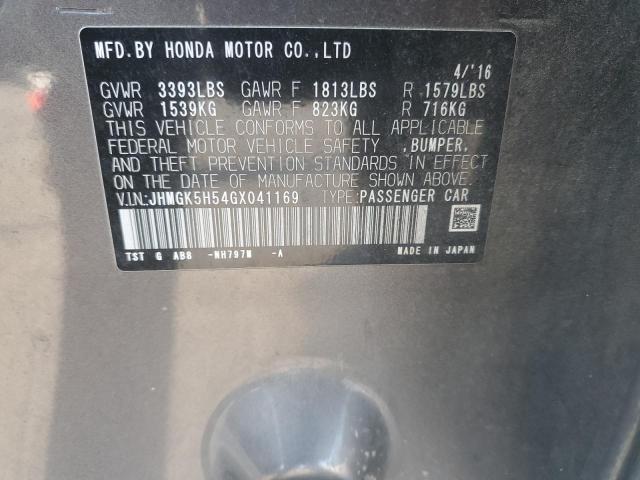 MFD.BY HONDA MOTOR CO.,LTD
4/'16
GVWR 3393LBS GAWR F 1813LBS R 1579LBS
GVWR 1539KG GAWR F 823KG R 716KG
THIS VEHICLE CONFORMS TO ALL APPLICABLE
FEDERAL MOTOR VEHICLE SAFETY ,BUMPER,
AND THEFT PREVENTION STANDARDS IN EFFECT
ON THE DATE OF MANUFACTURE SHOWN ABOVE.
V.I.N:JHMGK5H54GX041169 TYPE:PASSENGER CAR
TST G AB8 -NH797M -A MADE IN JAPAN